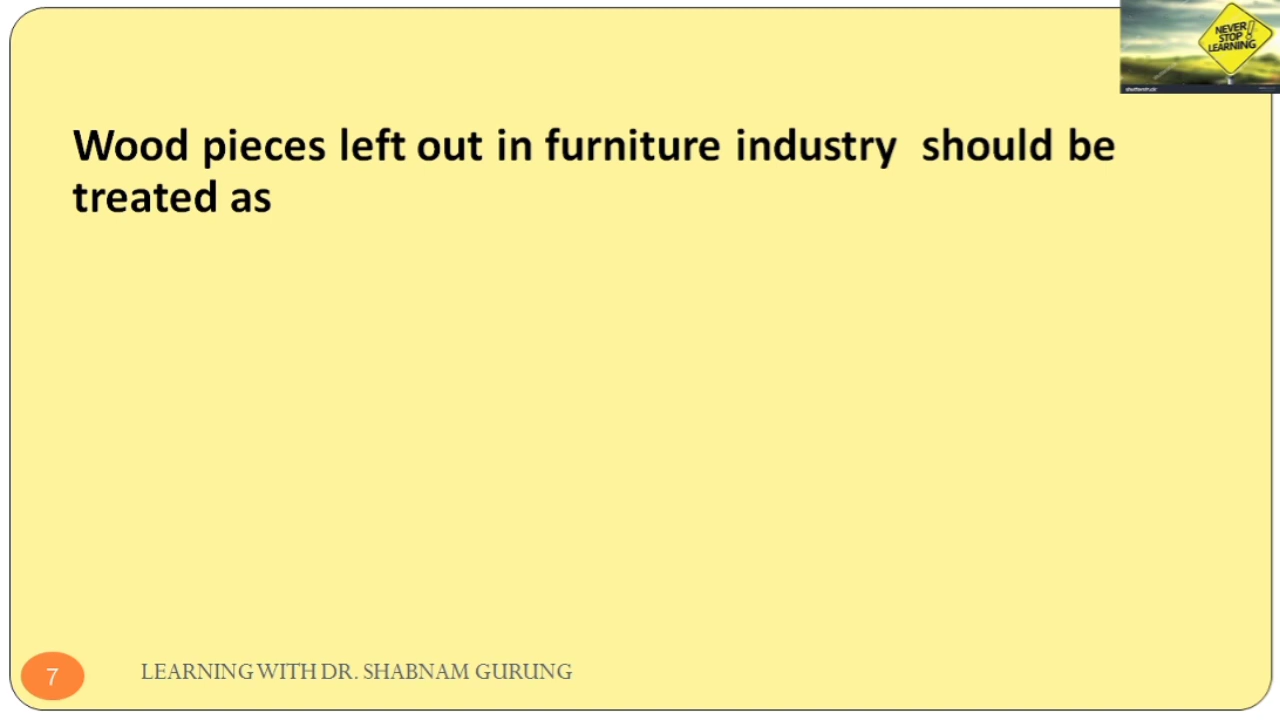 NEVER
STOP !
LEARNING
shutterstock
Wood pieces left out in furniture industry  should be
treated as
7
LEARNING WITH DR. SHABNAM GURUNG